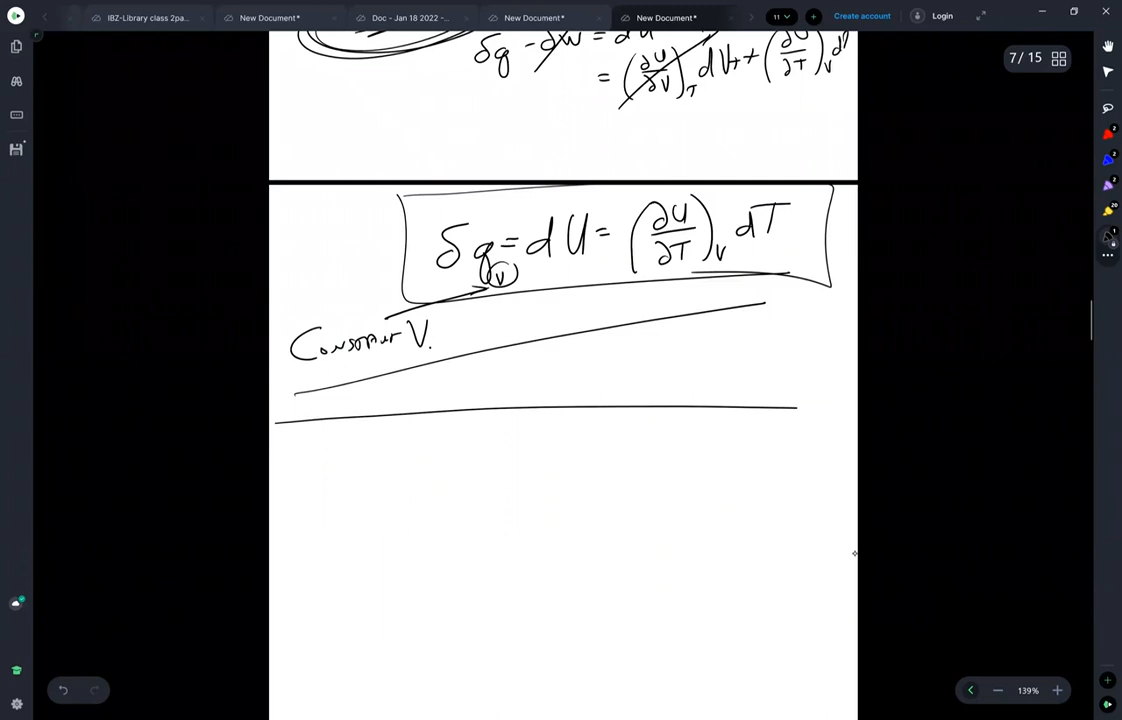 IBZ-Library class 2pa...
New Document*
Doc - Jan 18 2022 -...
New Document*
New Document*
11
Create account
Login
7 / 15
δq - δw = dU
= (∂U/∂V)_T dV + (∂U/∂T)_V dT
δq_V = dU = (∂U/∂T)_V dT
Constant V.
139%